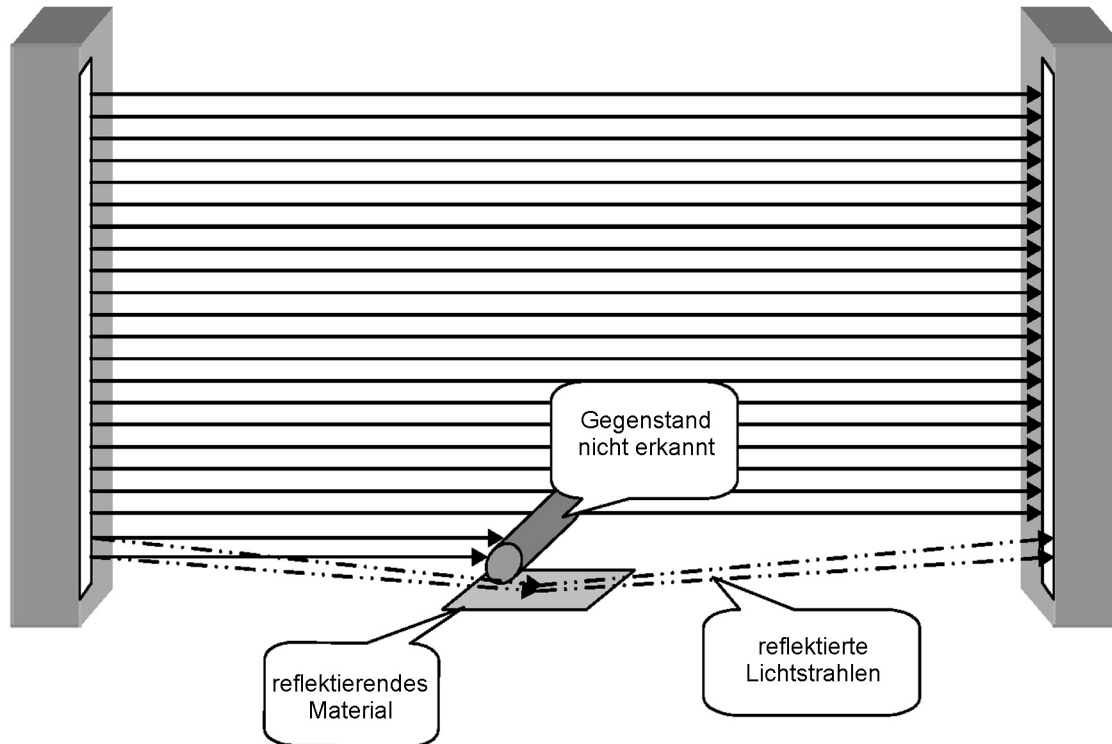 Gegenstand
nicht erkannt
reflektierte
Lichtstrahlen
reflektierendes
Material